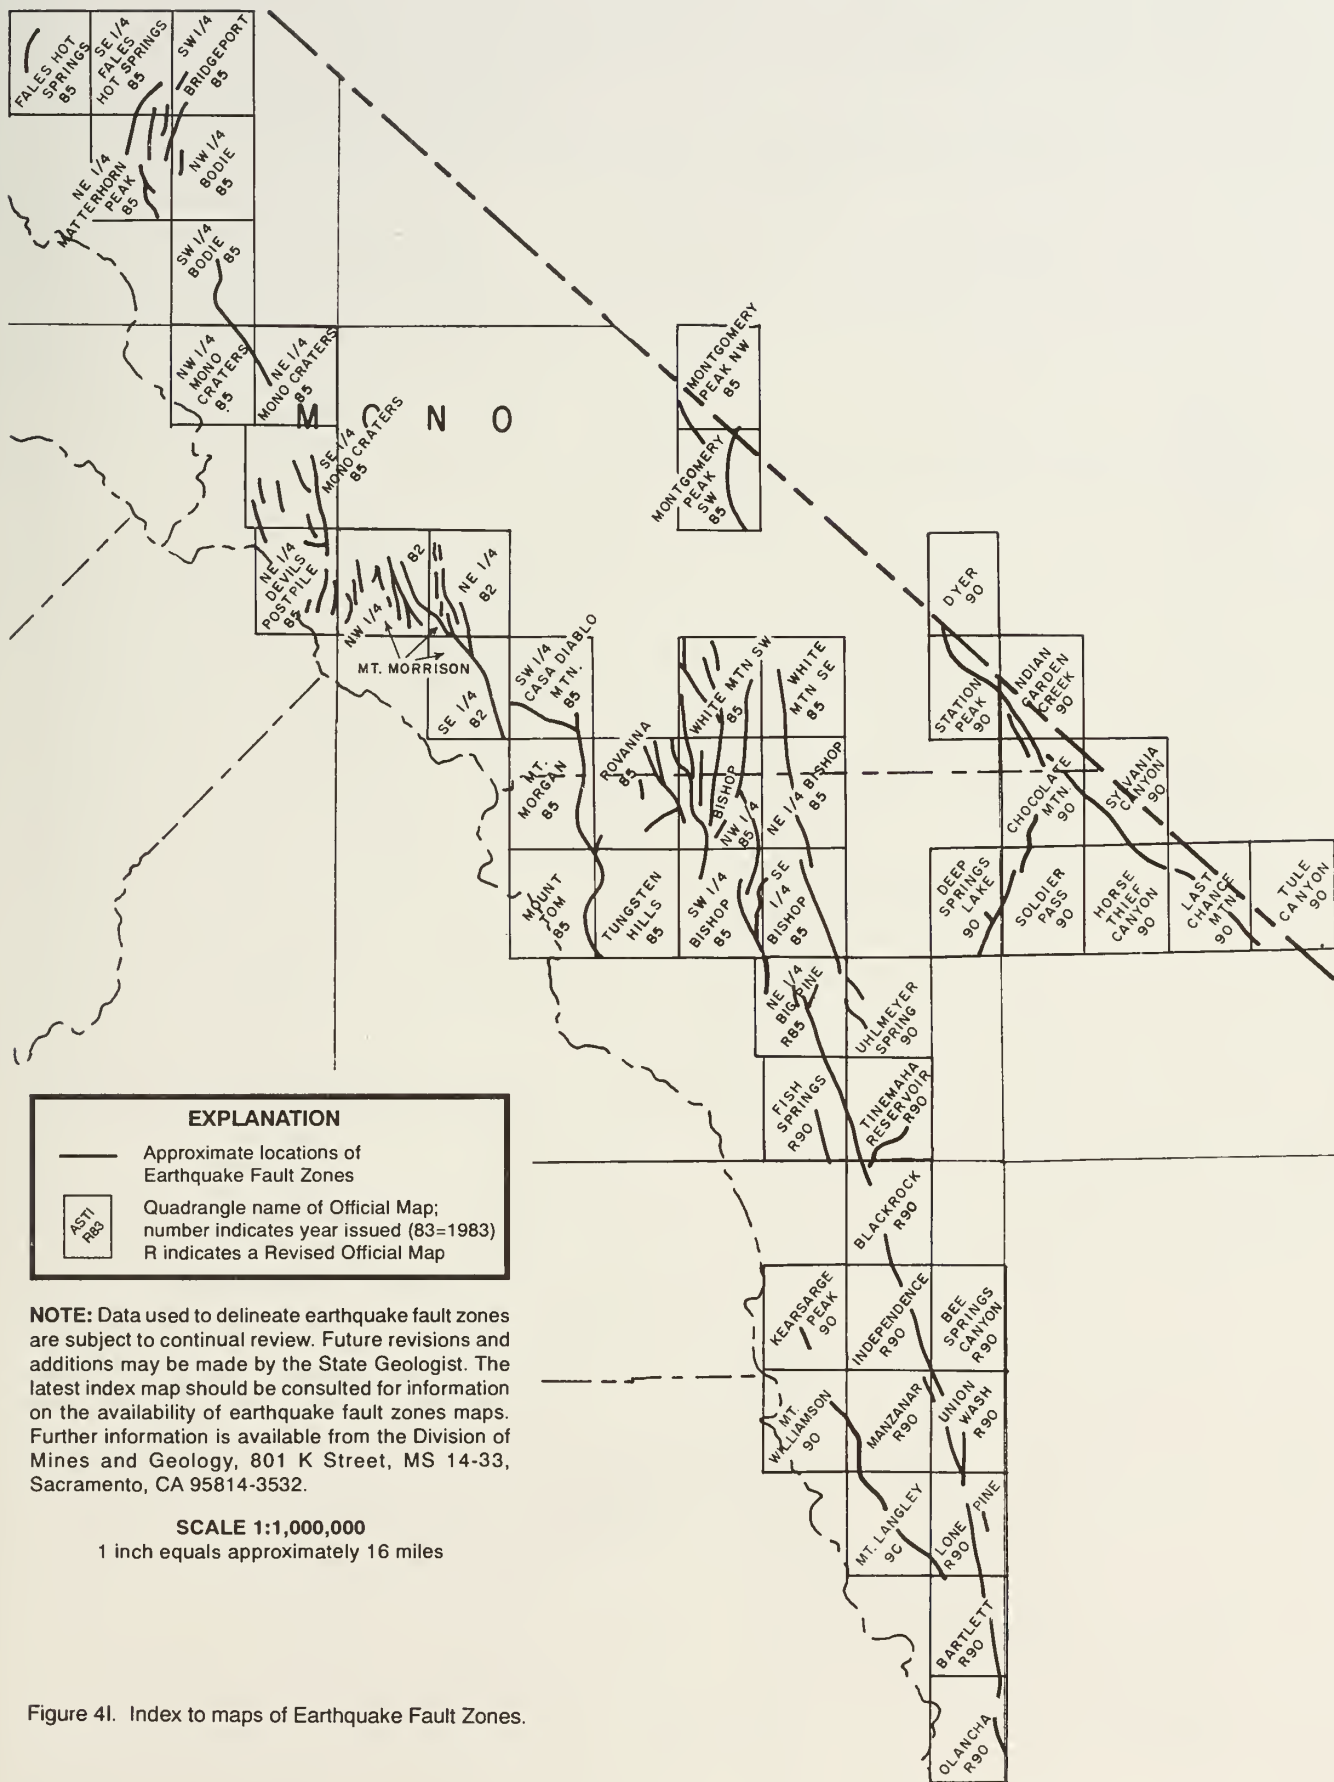 FALES HOT
SPRINGS
85
SE 1/4
FALES
HOT SPRINGS
85
SW 1/4
BRIDGEPORT
85
NE 1/4
MATTERHORN
PEAK
85
NW 1/4
BODIE
85
SW 1/4
BODIE
85
NW 1/4
MONO
CRATERS
85
NE 1/4
MONO CRATERS
85
MONO
MONTGOMERY
PEAK NW
85
MONTGOMERY
PEAK
SW
85
SE 1/4
MONO CRATERS
85
NE 1/4
DEVILS
POSTPILE
85
NW 1/4
82
NE 1/4
82
MT. MORRISON
SE 1/4
82
SW 1/4
CASA DIABLO
MTN.
85
WHITE MTN SW
85
WHITE
MTN SE
85
DYER
90
STATION
PEAK
90
INDIAN
GARDEN
CREEK
90
MT.
MORGAN
85
ROVANNA
85
NW 1/4
BISHOP
85
NE 1/4 BISHOP
85
CHOCOLATE
MTN.
90
SYLVANIA
CANYON
90
MOUNT
TOM
85
TUNGSTEN
HILLS
85
SW 1/4
BISHOP
85
SE
1/4
BISHOP
85
DEEP
SPRINGS
LAKE
90
SOLDIER
PASS
90
HORSE
THIEF
CANYON
90
LAST
CHANCE
MTN.
90
TULE
CANYON
90
NE 1/4
BIG PINE
R85
UHLMEYER
SPRING
90
FISH
SPRINGS
R90
TINEMAHA
RESERVOIR
R90
BLACKROCK
R90
KEARSARGE
PEAK
90
INDEPENDENCE
R90
BEE
SPRINGS
CANYON
R90
MT.
WILLIAMSON
90
MANZANAR
R90
UNION
WASH
R90
MT. LANGLEY
90
LONE PINE
R90
BARTLETT
R90
OLANCHA
R90
EXPLANATION
Approximate locations of
Earthquake Fault Zones
ASTI
R83
Quadrangle name of Official Map;
number indicates year issued (83=1983)
R indicates a Revised Official Map
NOTE: Data used to delineate earthquake fault zones
are subject to continual review. Future revisions and
additions may be made by the State Geologist. The
latest index map should be consulted for information
on the availability of earthquake fault zones maps.
Further information is available from the Division of
Mines and Geology, 801 K Street, MS 14-33,
Sacramento, CA 95814-3532.
SCALE 1:1,000,000
1 inch equals approximately 16 miles
Figure 4I. Index to maps of Earthquake Fault Zones.